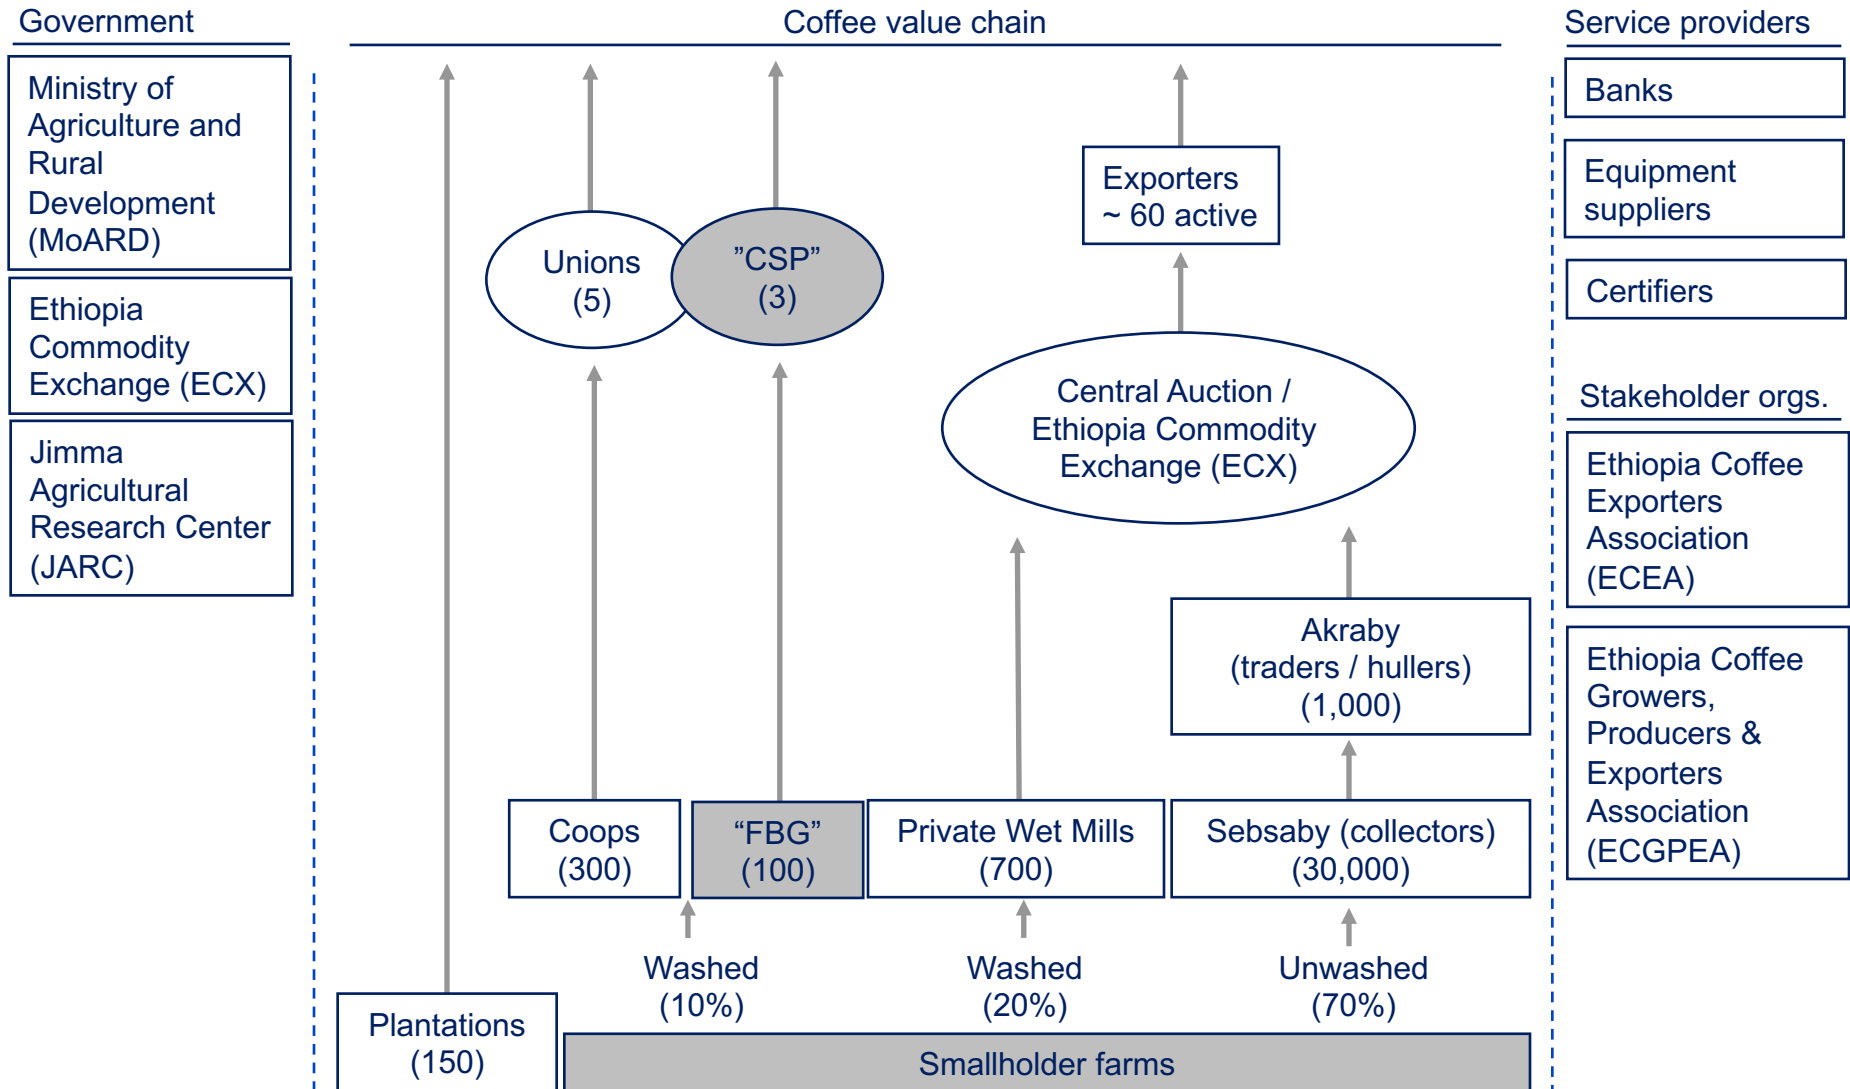 Government
Ministry of
Agriculture and
Rural
Development
(MoARD)
Ethiopia
Commodity
Exchange (ECX)
Jimma
Agricultural
Research Center
(JARC)
Coffee value chain
Exporters
~ 60 active
Unions
(5)
”CSP”
(3)
Central Auction /
Ethiopia Commodity
Exchange (ECX)
Akraby
(traders / hullers)
(1,000)
Coops
(300)
“FBG”
(100)
Private Wet Mills
(700)
Sebsaby (collectors)
(30,000)
Washed
(10%)
Washed
(20%)
Unwashed
(70%)
Plantations
(150)
Smallholder farms
Service providers
Banks
Equipment
suppliers
Certifiers
Stakeholder orgs.
Ethiopia Coffee
Exporters
Association
(ECEA)
Ethiopia Coffee
Growers,
Producers &
Exporters
Association
(ECGPEA)